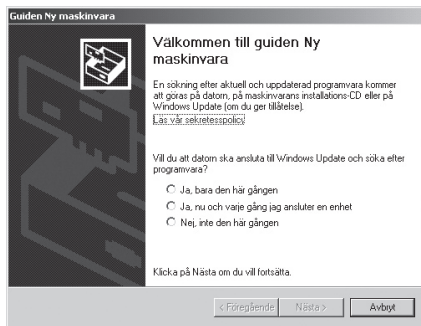 Guiden Ny maskinvara
Välkommen till guiden Ny
maskinvara
En sökning efter aktuell och uppdaterad programvara kommer
att göras på datorn, på maskinvarans installations-CD eller på
Windows Update (om du ger tillåtelse).
Läs vår sekretesspolicy
Vill du att datorn ska ansluta till Windows Update och söka efter
programvara?
Ja, bara den här gången
Ja, nu och varje gång jag ansluter en enhet
Nej, inte den här gången
Klicka på Nästa om du vill fortsätta.
< Föregående Nästa > Avbryt